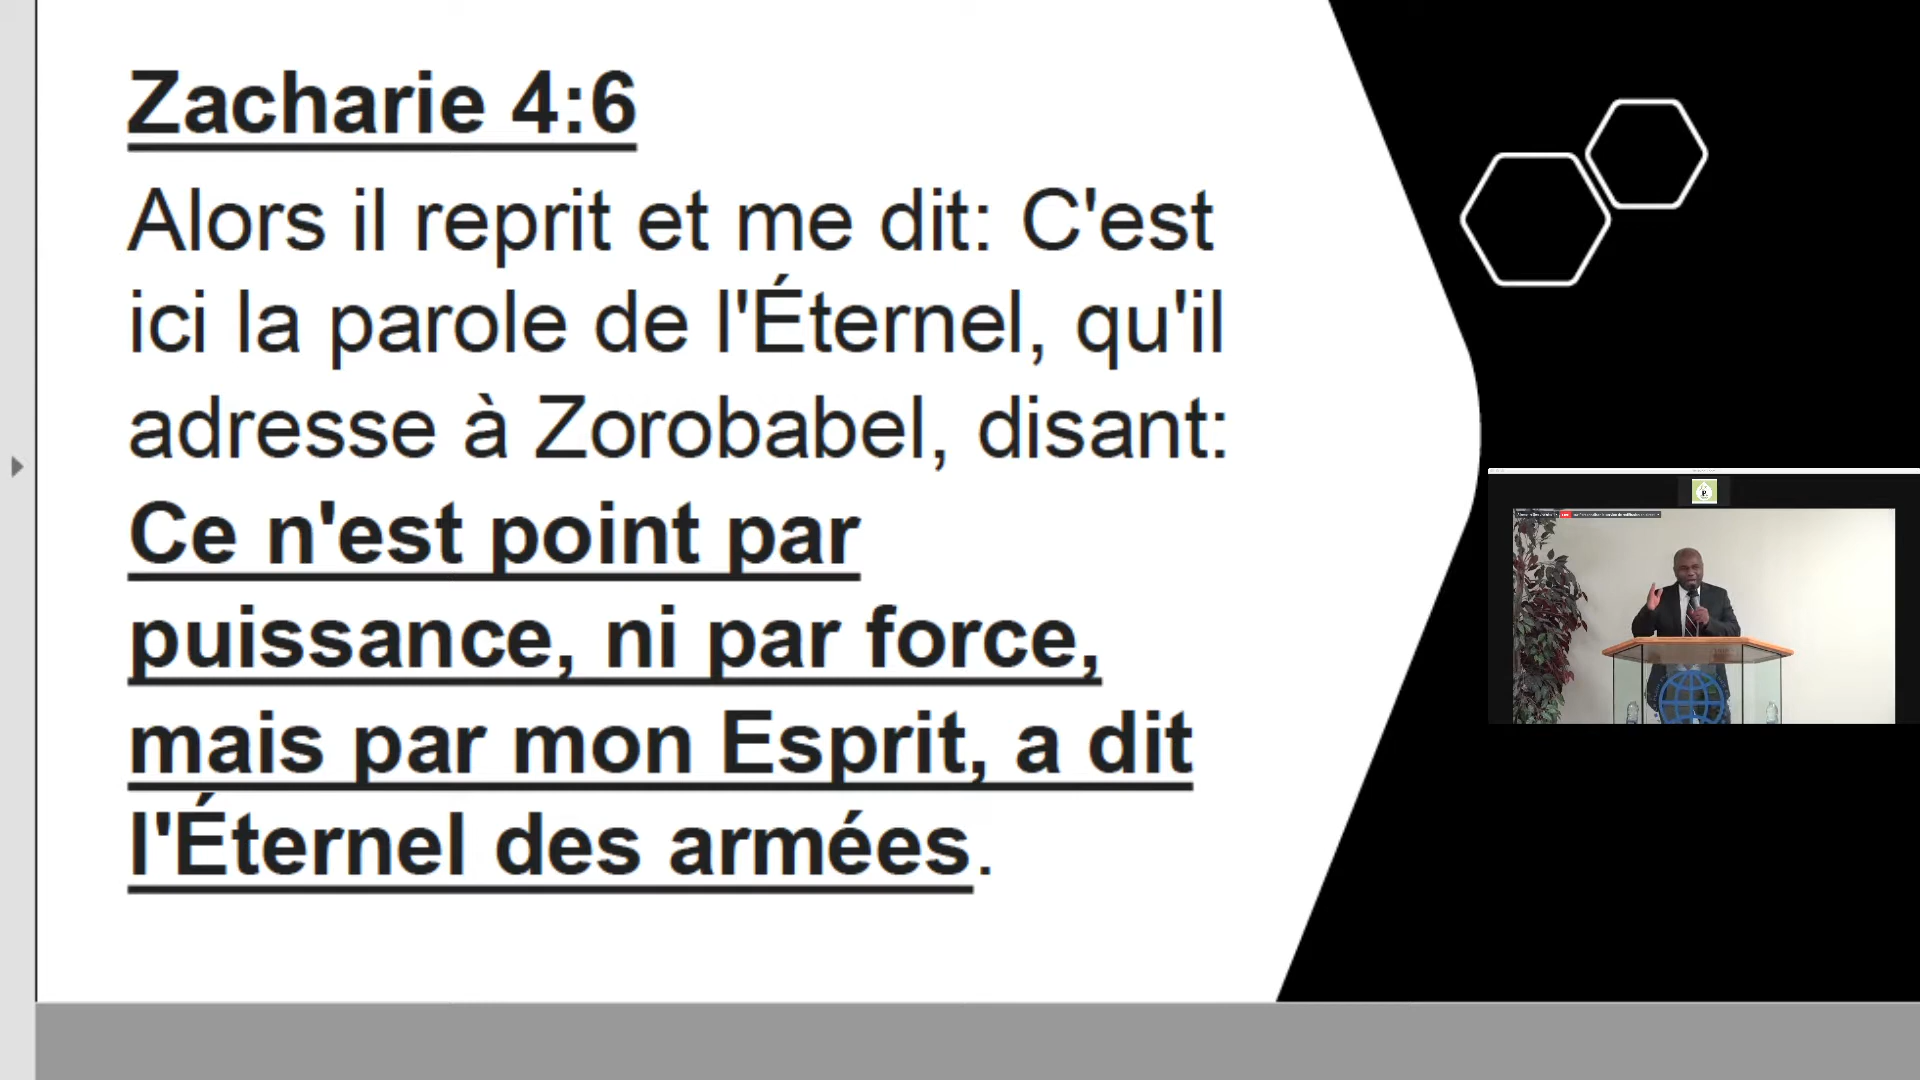 Zacharie 4:6
Alors il reprit et me dit: C'est
ici la parole de l'Éternel, qu'il
adresse à Zorobabel, disant:
Ce n'est point par
puissance, ni par force,
mais par mon Esprit, a dit
l'Éternel des armées.